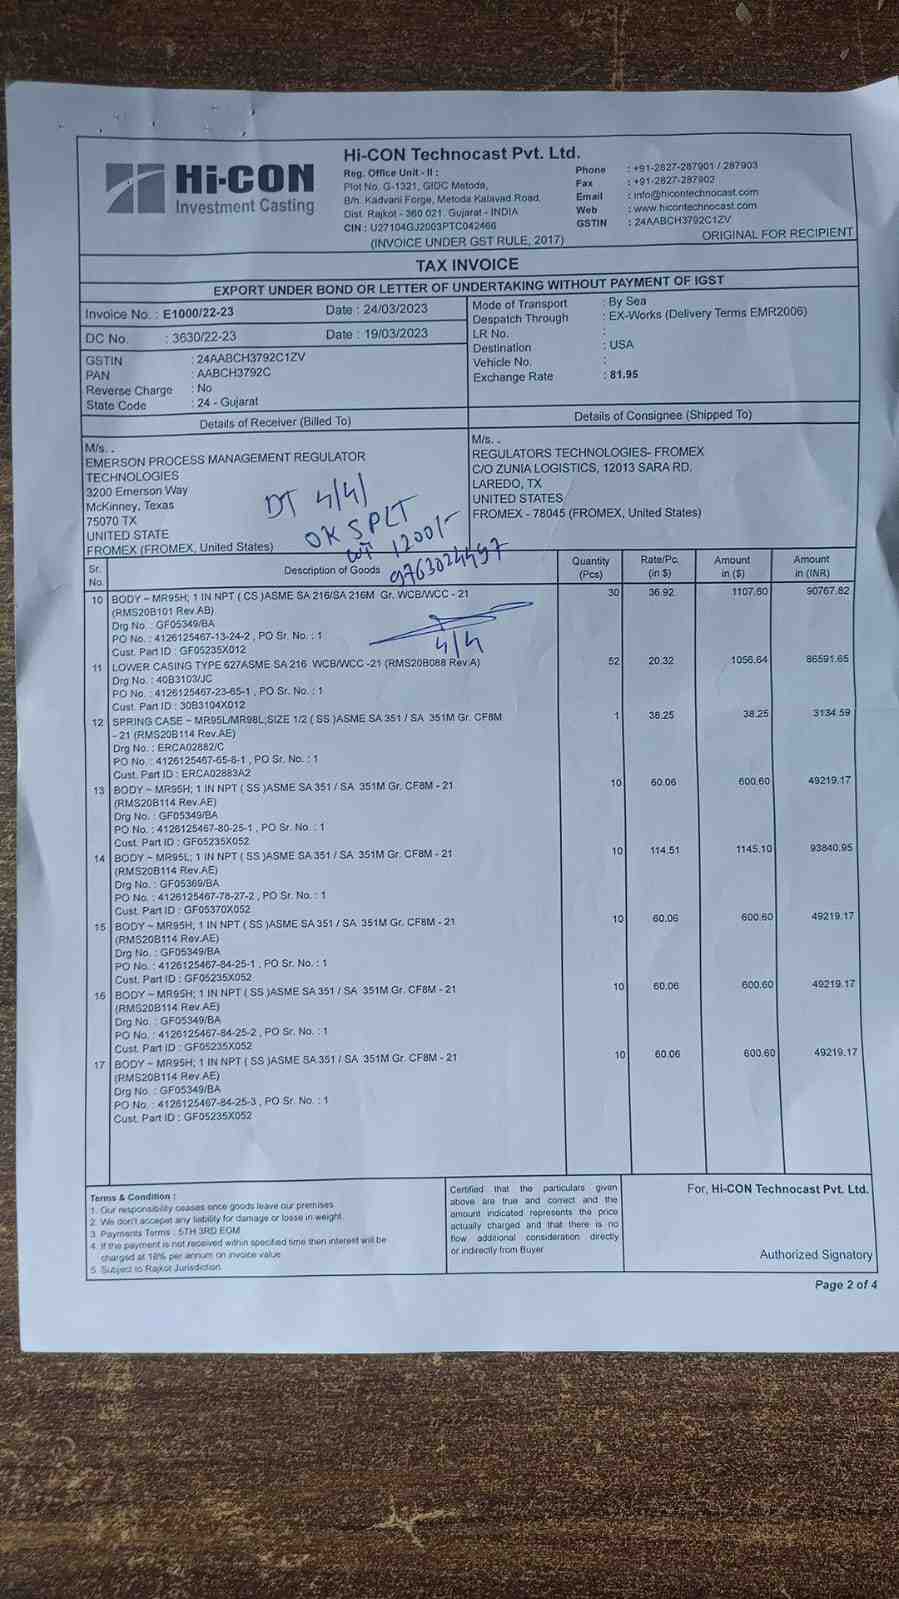 Hi-CON
Investment Casting
Hi-CON Technocast Pvt. Ltd.
Reg. Office Unit - II :
Plot No. G-1321, GIDC Metoda,
B/h. Kadvani Forge, Metoda Kalavad Road,
Dist. Rajkot - 360 021. Gujarat - INDIA
CIN : U27104GJ2003PTC042466
(INVOICE UNDER GST RULE, 2017)
Phone : +91-2827-287901 / 287903
Fax : +91-2827-287902
Email : info@hicontechnocast.com
Web : www.hicontechnocast.com
GSTIN : 24AABCH3792C1ZV
ORIGINAL FOR RECIPIENT
TAX INVOICE
EXPORT UNDER BOND OR LETTER OF UNDERTAKING WITHOUT PAYMENT OF IGST
Invoice No. : E1000/22-23 Date : 24/03/2023
DC No. : 3630/22-23 Date : 19/03/2023
GSTIN : 24AABCH3792C1ZV
PAN : AABCH3792C
Reverse Charge : No
State Code : 24 - Gujarat
Mode of Transport : By Sea
Despatch Through : EX-Works (Delivery Terms EMR2006)
LR No. :
Destination : USA
Vehicle No. :
Exchange Rate : 81.95
Details of Receiver (Billed To)
M/s. .
EMERSON PROCESS MANAGEMENT REGULATOR
TECHNOLOGIES
3200 Emerson Way
McKinney, Texas
75070 TX
UNITED STATE
FROMEX (FROMEX, United States)
Details of Consignee (Shipped To)
M/s. .
REGULATORS TECHNOLOGIES- FROMEX
C/O ZUNIA LOGISTICS, 12013 SARA RD.
LAREDO, TX
UNITED STATES
FROMEX - 78045 (FROMEX, United States)
DT 4/4/
OK SPLT
WT 1200/-
9763024497
4/4
Sr. No. Description of Goods Quantity (Pcs) Rate/Pc. (in $) Amount in ($) Amount in (INR)
10 BODY ~ MR95H; 1 IN NPT ( CS )ASME SA 216/SA 216M Gr. WCB/WCC - 21 30 36.92 1107.60 90767.82
(RMS20B101 Rev.AB)
Drg No. : GF05349/BA
PO No. : 4126125467-13-24-2 , PO Sr. No. : 1
Cust. Part ID : GF05235X012
11 LOWER CASING TYPE 627ASME SA 216 WCB/WCC -21 (RMS20B088 Rev.A) 52 20.32 1056.64 86591.65
Drg No. : 40B3103/JC
PO No. : 4126125467-23-65-1 , PO Sr. No. : 1
Cust. Part ID : 30B3104X012
12 SPRING CASE ~ MR95L/MR98L;SIZE 1/2 ( SS )ASME SA 351 / SA 351M Gr. CF8M 1 38.25 38.25 3134.59
- 21 (RMS20B114 Rev.AE)
Drg No. : ERCA02882/C
PO No. : 4126125467-65-6-1 , PO Sr. No. : 1
Cust. Part ID : ERCA02883A2
13 BODY ~ MR95H; 1 IN NPT ( SS )ASME SA 351 / SA 351M Gr. CF8M - 21 10 60.06 600.60 49219.17
(RMS20B114 Rev.AE)
Drg No. : GF05349/BA
PO No. : 4126125467-80-25-1 , PO Sr. No. : 1
Cust. Part ID : GF05235X052
14 BODY ~ MR95L; 1 IN NPT ( SS )ASME SA 351 / SA 351M Gr. CF8M - 21 10 114.51 1145.10 93840.95
(RMS20B114 Rev.AE)
Drg No. : GF05369/BA
PO No. : 4126125467-78-27-2 , PO Sr. No. : 1
Cust. Part ID : GF05370X052
15 BODY ~ MR95H; 1 IN NPT ( SS )ASME SA 351 / SA 351M Gr. CF8M - 21 10 60.06 600.60 49219.17
(RMS20B114 Rev.AE)
Drg No. : GF05349/BA
PO No. : 4126125467-84-25-1 , PO Sr. No. : 1
Cust. Part ID : GF05235X052
16 BODY ~ MR95H; 1 IN NPT ( SS )ASME SA 351 / SA 351M Gr. CF8M - 21 10 60.06 600.60 49219.17
(RMS20B114 Rev.AE)
Drg No. : GF05349/BA
PO No. : 4126125467-84-25-2 , PO Sr. No. : 1
Cust. Part ID : GF05235X052
17 BODY ~ MR95H; 1 IN NPT ( SS )ASME SA 351 / SA 351M Gr. CF8M - 21 10 60.06 600.60 49219.17
(RMS20B114 Rev.AE)
Drg No. : GF05349/BA
PO No. : 4126125467-84-25-3 , PO Sr. No. : 1
Cust. Part ID : GF05235X052
Terms & Condition :
1. Our responsibility ceases once goods leave our premises.
2. We don't accepet any liability for damage or losse in weight.
3. Payments Terms : 5TH 3RD EOM
4. If the payment is not received within specified time then interest will be
charged at 18% per annum on invoice value.
5. Subject to Rajkot Jurisdiction.
Certified that the particulars given
above are true and correct and the
amount indicated represents the price
actually charged and that there is no
flow additional consideration directly
or indirectly from Buyer
For, Hi-CON Technocast Pvt. Ltd.
Authorized Signatory
Page 2 of 4